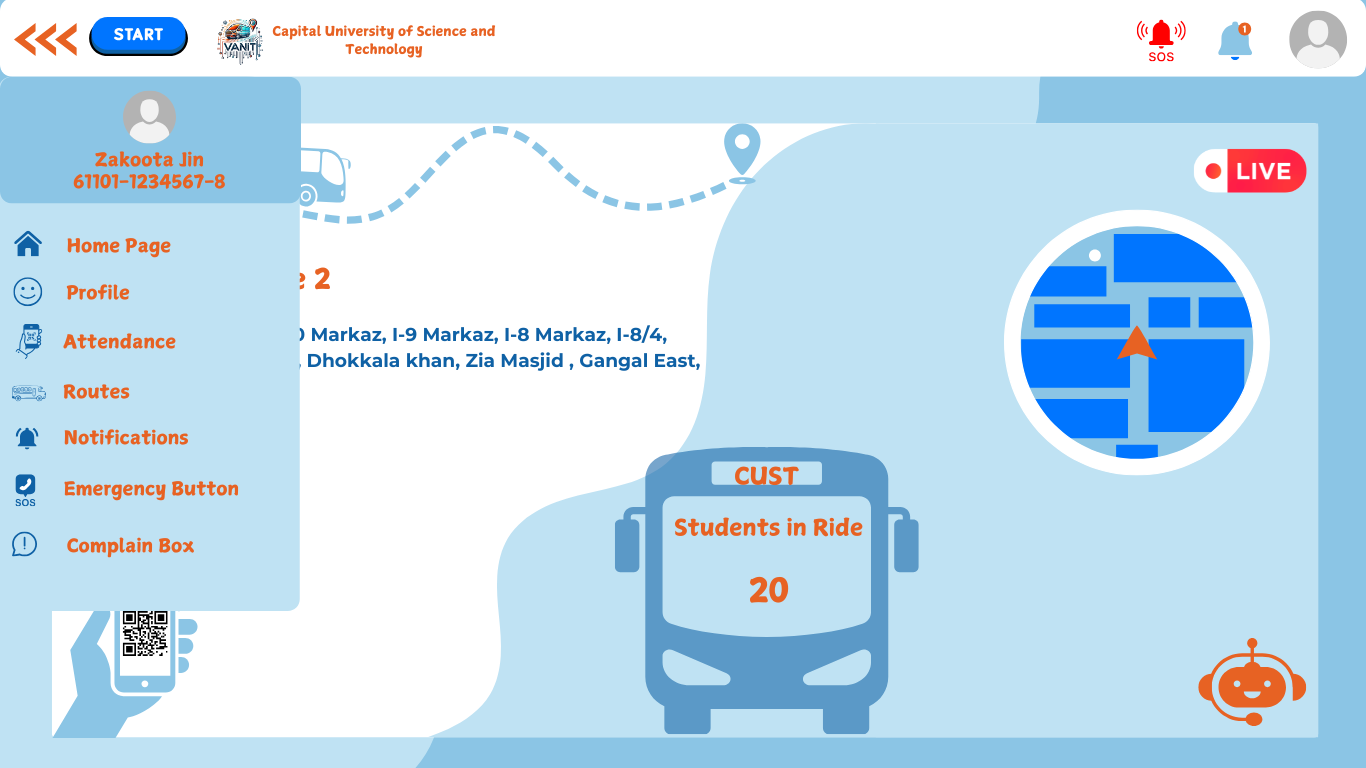 START
VANIT
Capital University of Science and
Technology
SOS
1
Zakoota Jin
61101-1234567-8
LIVE
Home Page
Profile
Attendance
Routes
Notifications
SOS
Emergency Button
Complain Box
2
Markaz, I-9 Markaz, I-8 Markaz, I-8/4,
, Dhokkala khan, Zia Masjid , Gangal East,
CUST
Students in Ride
20